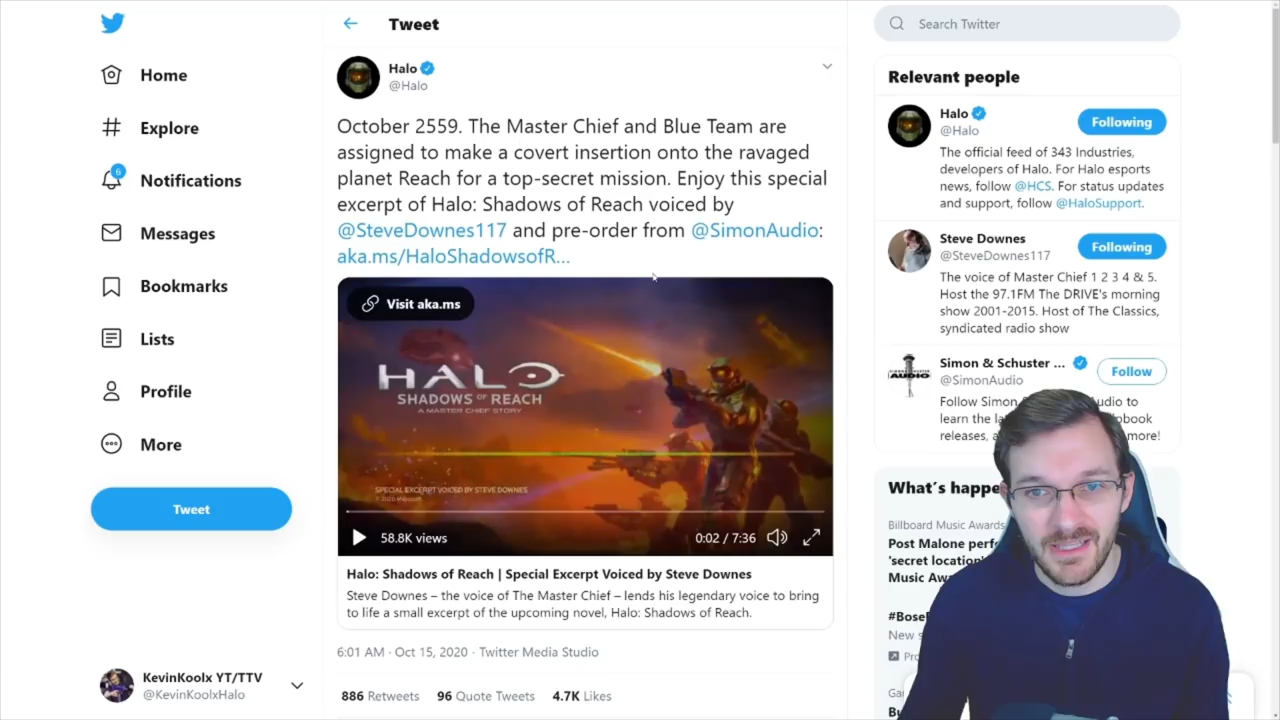 Home
Explore
6
Notifications
Messages
Bookmarks
Lists
Profile
More
Tweet
KevinKoolx YT/TTV
@KevinKoolxHalo
Tweet
Halo
@Halo
October 2559. The Master Chief and Blue Team are
assigned to make a covert insertion onto the ravaged
planet Reach for a top-secret mission. Enjoy this special
excerpt of Halo: Shadows of Reach voiced by
@SteveDownes117 and pre-order from @SimonAudio:
aka.ms/HaloShadowsofR...
Visit aka.ms
HALO
SHADOWS OF REACH
A MASTER CHIEF STORY
SPECIAL EXCERPT VOICED BY STEVE DOWNES
58.8K views
0:02 / 7:36
Halo: Shadows of Reach | Special Excerpt Voiced by Steve Downes
Steve Downes – the voice of The Master Chief – lends his legendary voice to bring
to life a small excerpt of the upcoming novel, Halo: Shadows of Reach.
6:01 AM · Oct 15, 2020 · Twitter Media Studio
886 Retweets 96 Quote Tweets 4.7K Likes
Search Twitter
Relevant people
Halo
@Halo
Following
The official feed of 343 Industries,
developers of Halo. For Halo esports
news, follow @HCS. For status updates
and support, follow @HaloSupport.
Steve Downes
@SteveDownes117
Following
The voice of Master Chief 1 2 3 4 & 5.
Host the 97.1FM The DRIVE's morning
show 2001-2015. Host of The Classics,
syndicated radio show
Simon & Schuster ...
@SimonAudio
Follow
AUDIO
Follow Simon
learn the
releases, more!
What's
Billboard Music Awards
Post Malone
'secret location'
Music
New